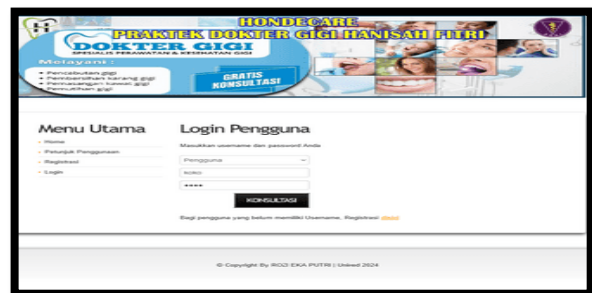 HONDECARE
PRAKTEK DOKTER GIGI HANISAH FITRI
DOKTER GIGI
SPESIALIS PERAWATAN & KESEHATAN GIGI
Melayani :
• Pencabutan gigi
• Pembersihan karang gigi
• Pemasangan kawat gigi
• Pemutihan gigi
GRATIS
KONSULTASI
Menu Utama
Home
Petunjuk Penggunaan
Registrasi
Login
Login Pengguna
Masukkan username dan password Anda
Pengguna
koko
••••
KONSULTASI
Bagi pengguna yang belum memiliki Username, Registrasi disini
© Copyright By ROZI EKA PUTRI | Unived 2024